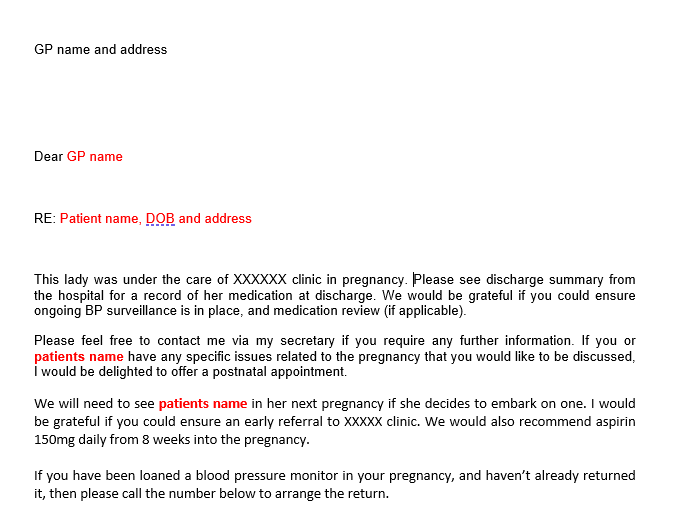 GP name and address
Dear GP name
RE: Patient name, DOB and address
This lady was under the care of XXXXXX clinic in pregnancy. Please see discharge summary from
the hospital for a record of her medication at discharge. We would be grateful if you could ensure
ongoing BP surveillance is in place, and medication review (if applicable).
Please feel free to contact me via my secretary if you require any further information. If you or
patients name have any specific issues related to the pregnancy that you would like to be discussed,
I would be delighted to offer a postnatal appointment.
We will need to see patients name in her next pregnancy if she decides to embark on one. I would
be grateful if you could ensure an early referral to XXXXX clinic. We would also recommend aspirin
150mg daily from 8 weeks into the pregnancy.
If you have been loaned a blood pressure monitor in your pregnancy, and haven’t already returned
it, then please call the number below to arrange the return.